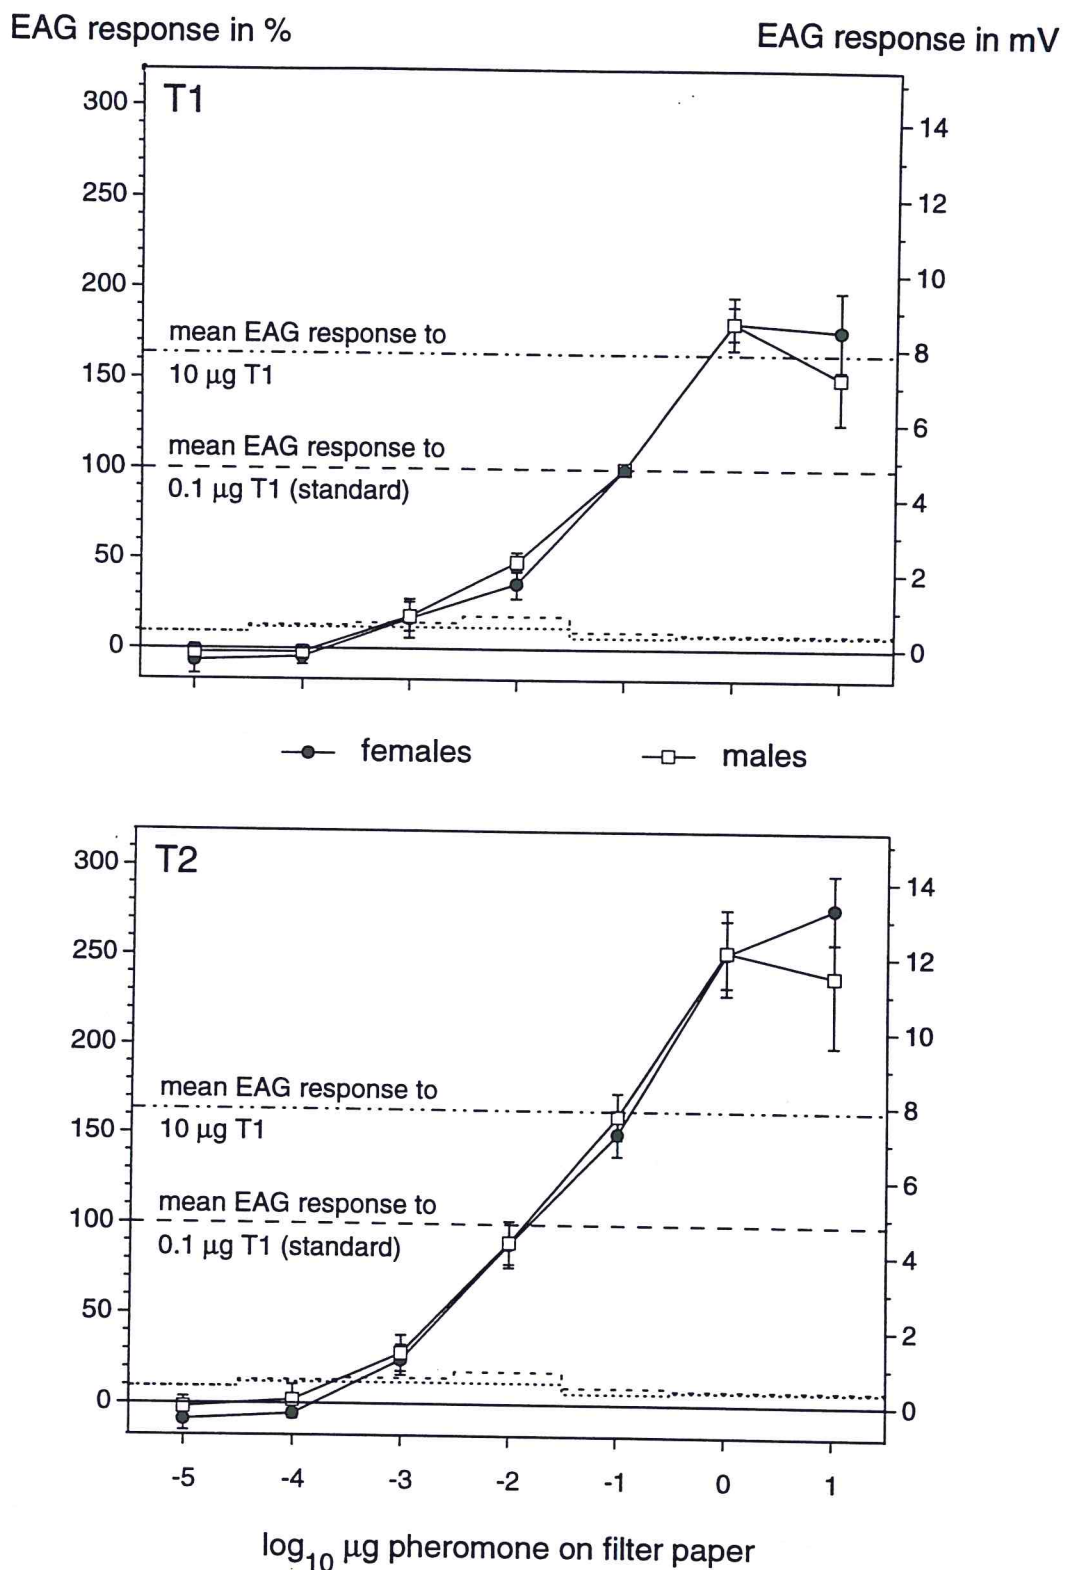 EAG response in %
EAG response in mV
T1
300
250
200
150
100
50
0
14
12
10
8
6
4
2
0
mean EAG response to
10 µg T1
mean EAG response to
0.1 µg T1 (standard)
females
males
T2
300
250
200
150
100
50
0
14
12
10
8
6
4
2
0
mean EAG response to
10 µg T1
mean EAG response to
0.1 µg T1 (standard)
-5 -4 -3 -2 -1 0 1
log10 µg pheromone on filter paper